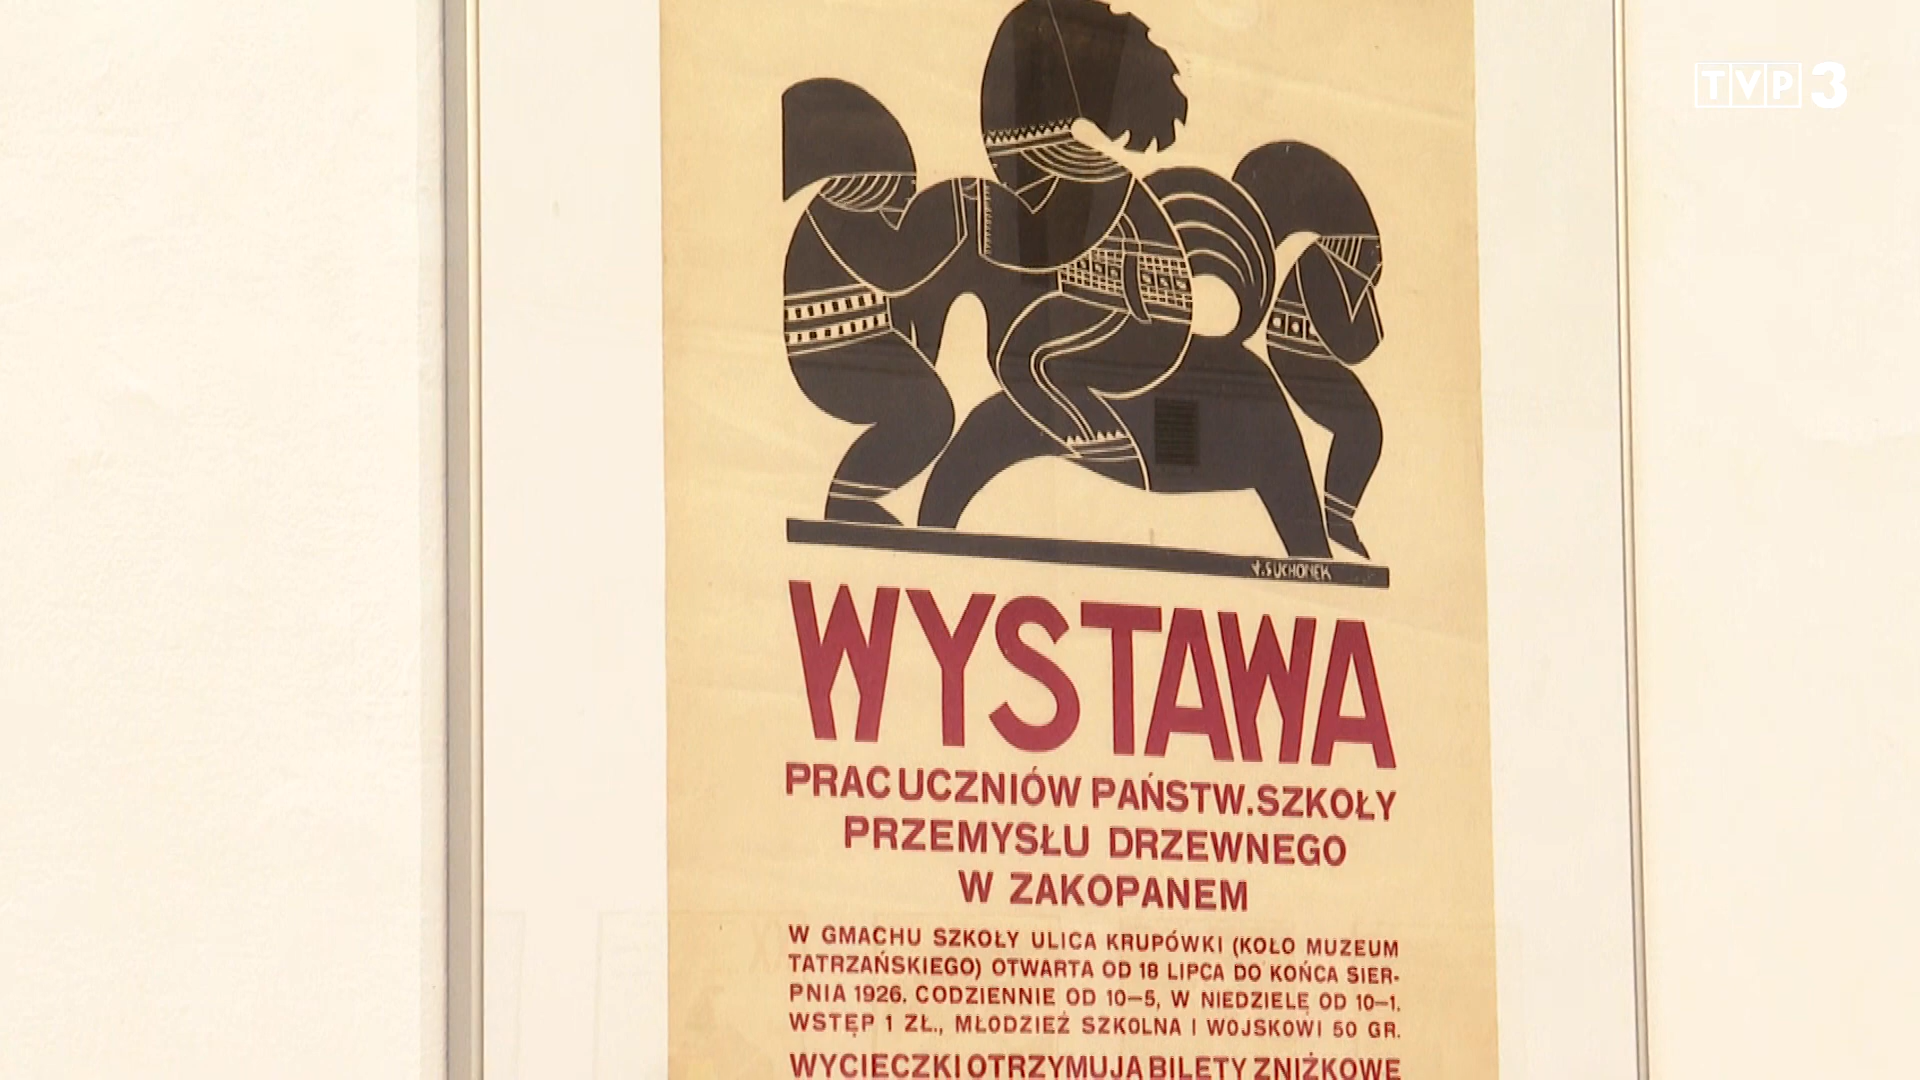 TVP3
V.SUCHONEK
WYSTAWA
PRAC UCZNIÓW PAŃSTW. SZKOŁY
PRZEMYSŁU DRZEWNEGO
W ZAKOPANEM
W GMACHU SZKOŁY ULICA KRUPÓWKI (KOŁO MUZEUM
TATRZAŃSKIEGO) OTWARTA OD 18 LIPCA DO KOŃCA SIER-
PNIA 1926. CODZIENNIE OD 10—5, W NIEDZIELĘ OD 10—1.
WSTĘP 1 ZŁ., MŁODZIEŻ SZKOLNA I WOJSKOWI 50 GR.
WYCIECZKI OTRZYMUJĄ BILETY ZNIŻKOWE